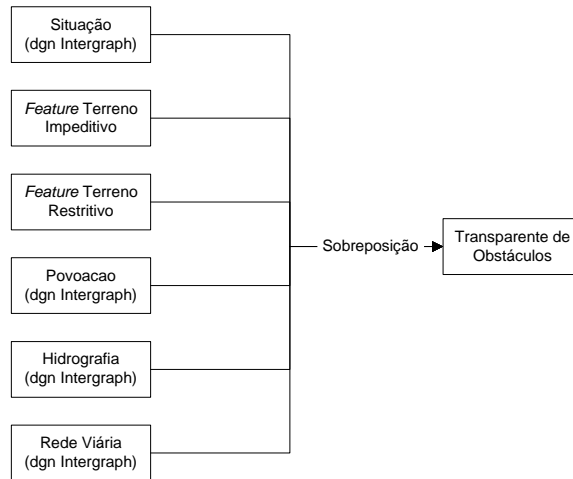 Situação
(dgn Intergraph)
Feature Terreno
Impeditivo
Feature Terreno
Restritivo
Povoacao
(dgn Intergraph)
Hidrografia
(dgn Intergraph)
Rede Viária
(dgn Intergraph)
Sobreposição
Transparente de
Obstáculos